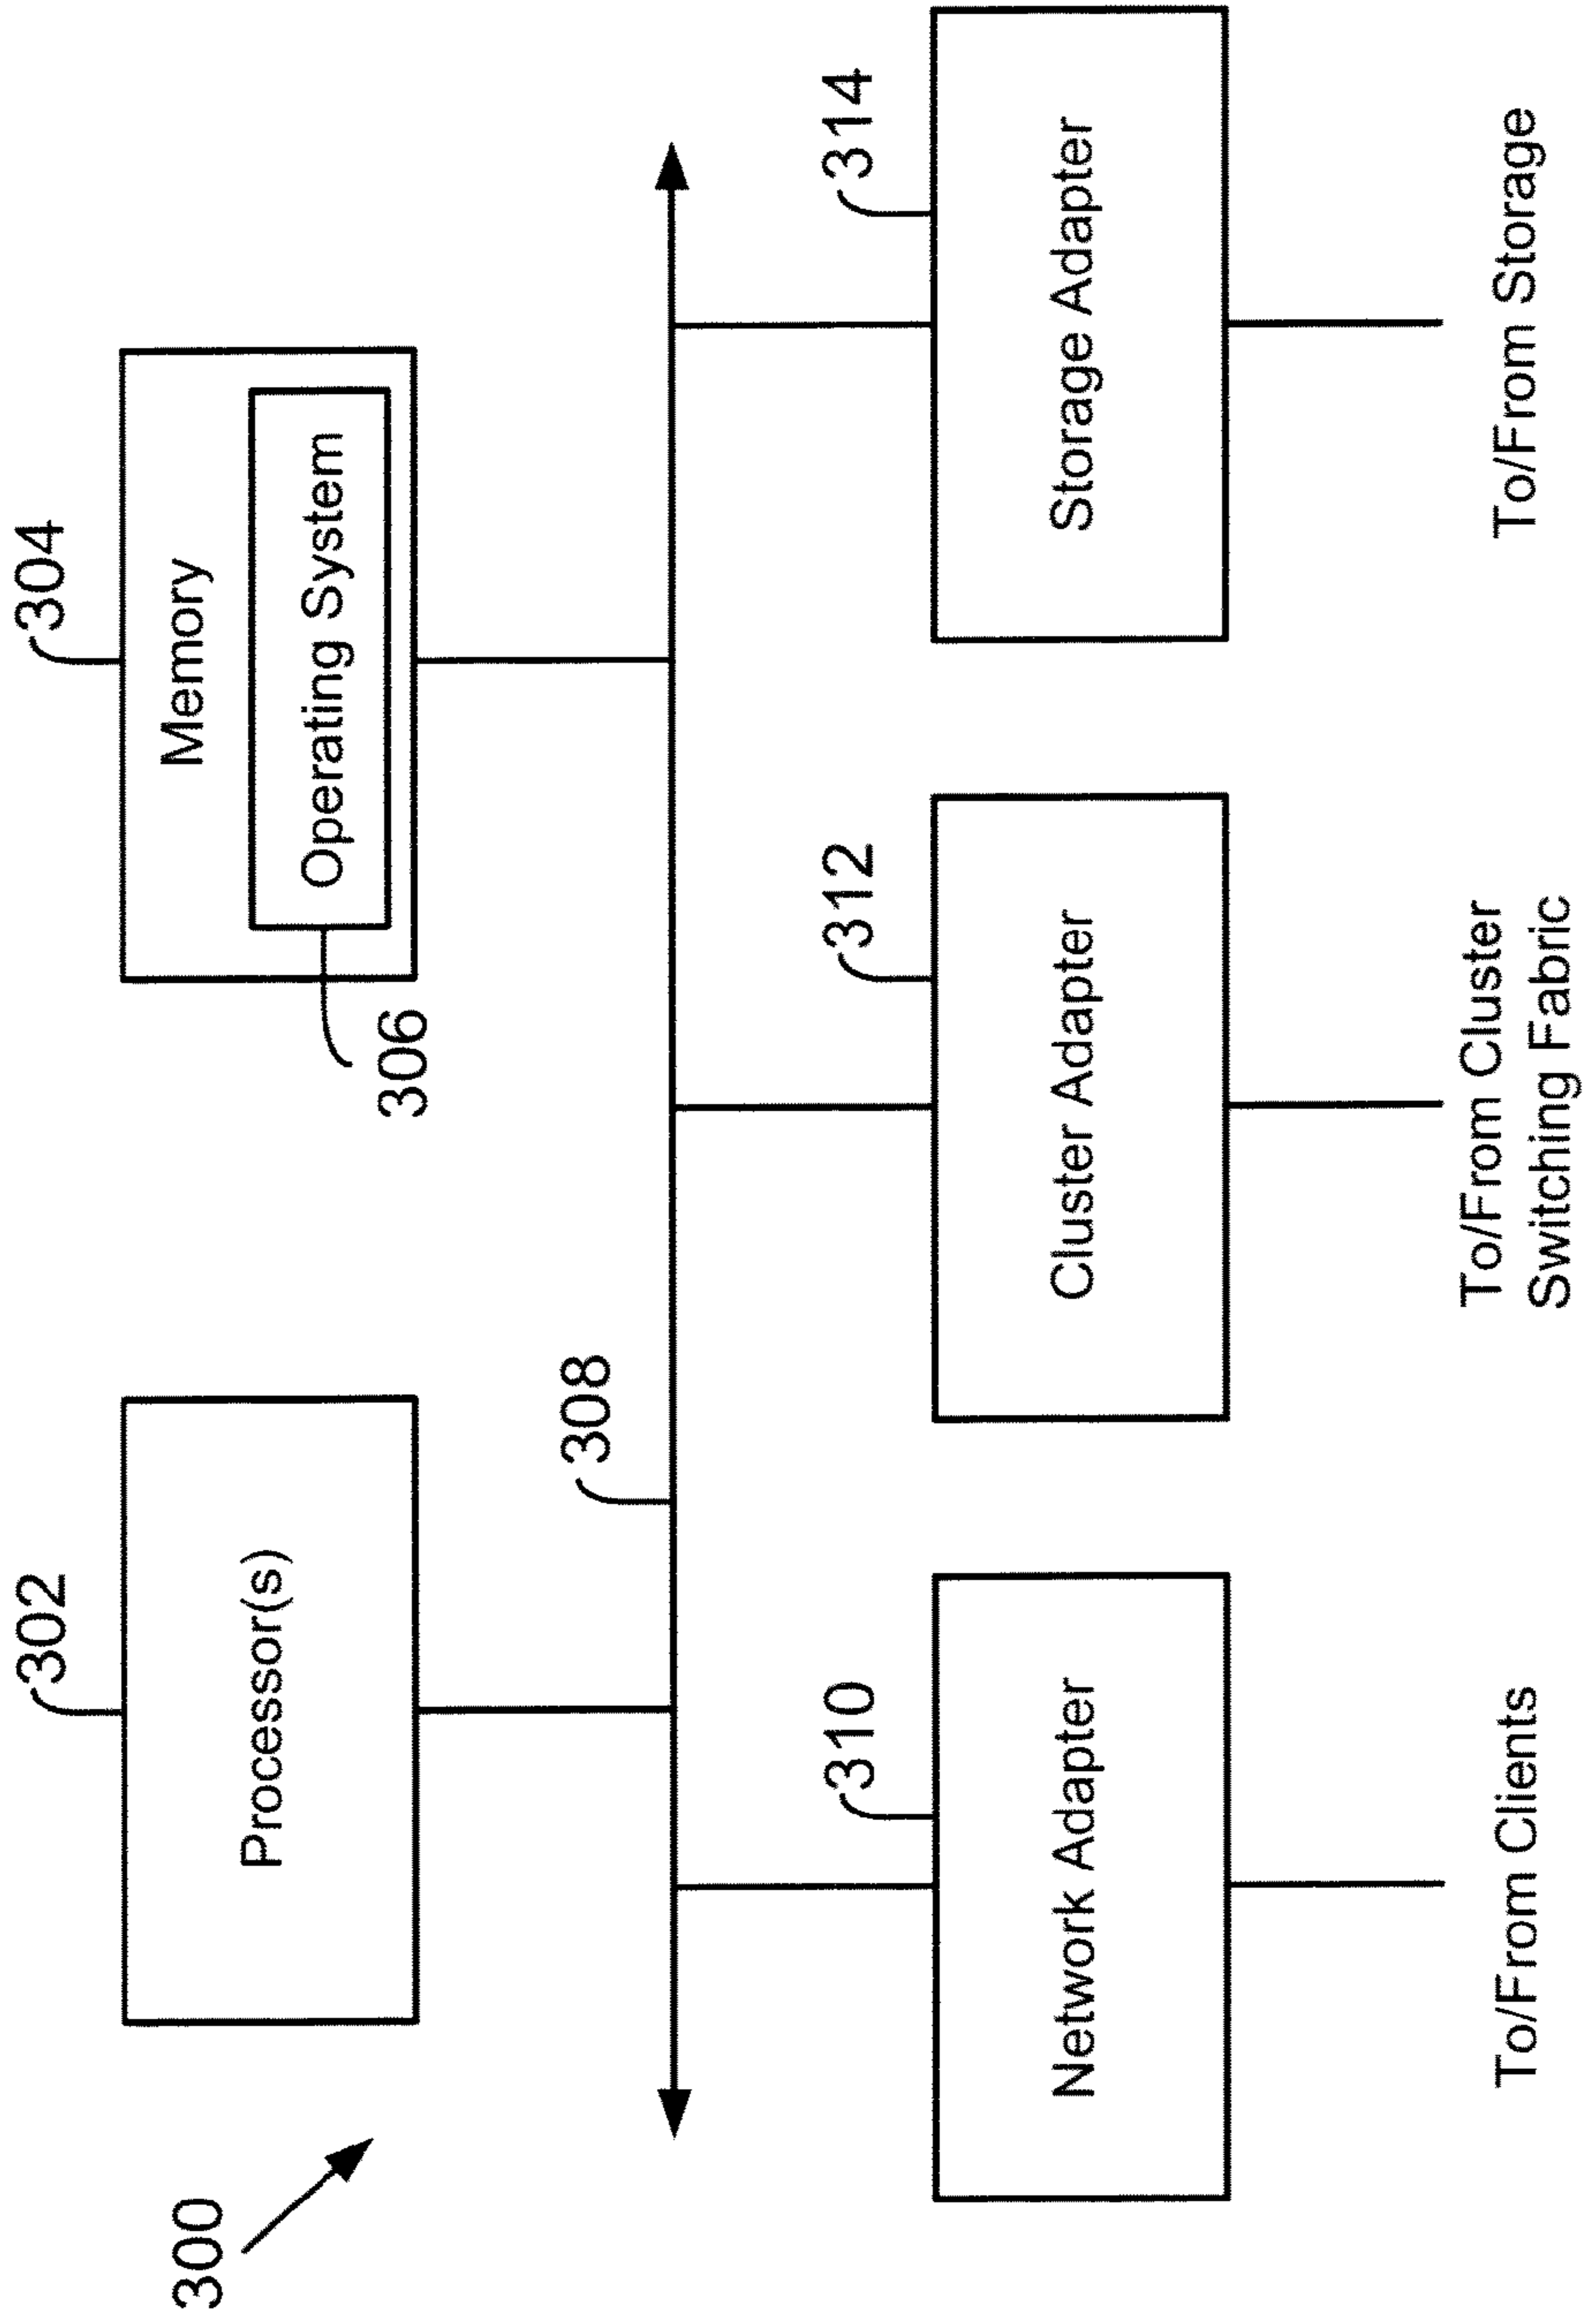 300
302
Processor(s)
304
Memory
Operating System
306
308
310
Network Adapter
312
Cluster Adapter
314
Storage Adapter
To/From Clients
To/From Cluster
Switching Fabric
To/From Storage